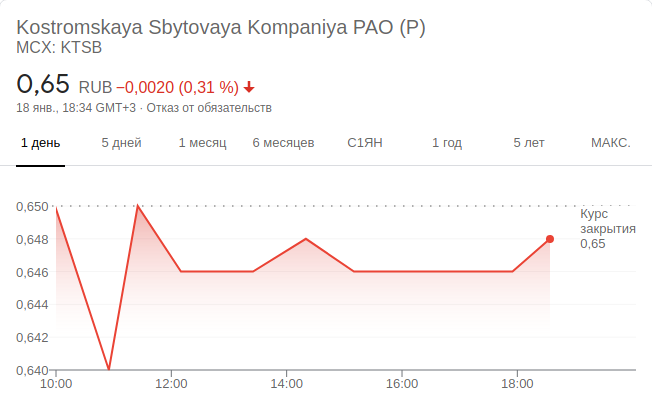 Kostromskaya Sbytovaya Kompaniya PAO (P)
MCX: KTSB
0,65 RUB −0,0020 (0,31 %)
18 янв., 18:34 GMT+3 · Отказ от обязательств
1 день 5 дней 1 месяц 6 месяцев С1ЯН 1 год 5 лет МАКС.
0,650
Курс
закрытия
0,65
0,648
0,646
0,644
0,642
0,640
10:00 12:00 14:00 16:00 18:00